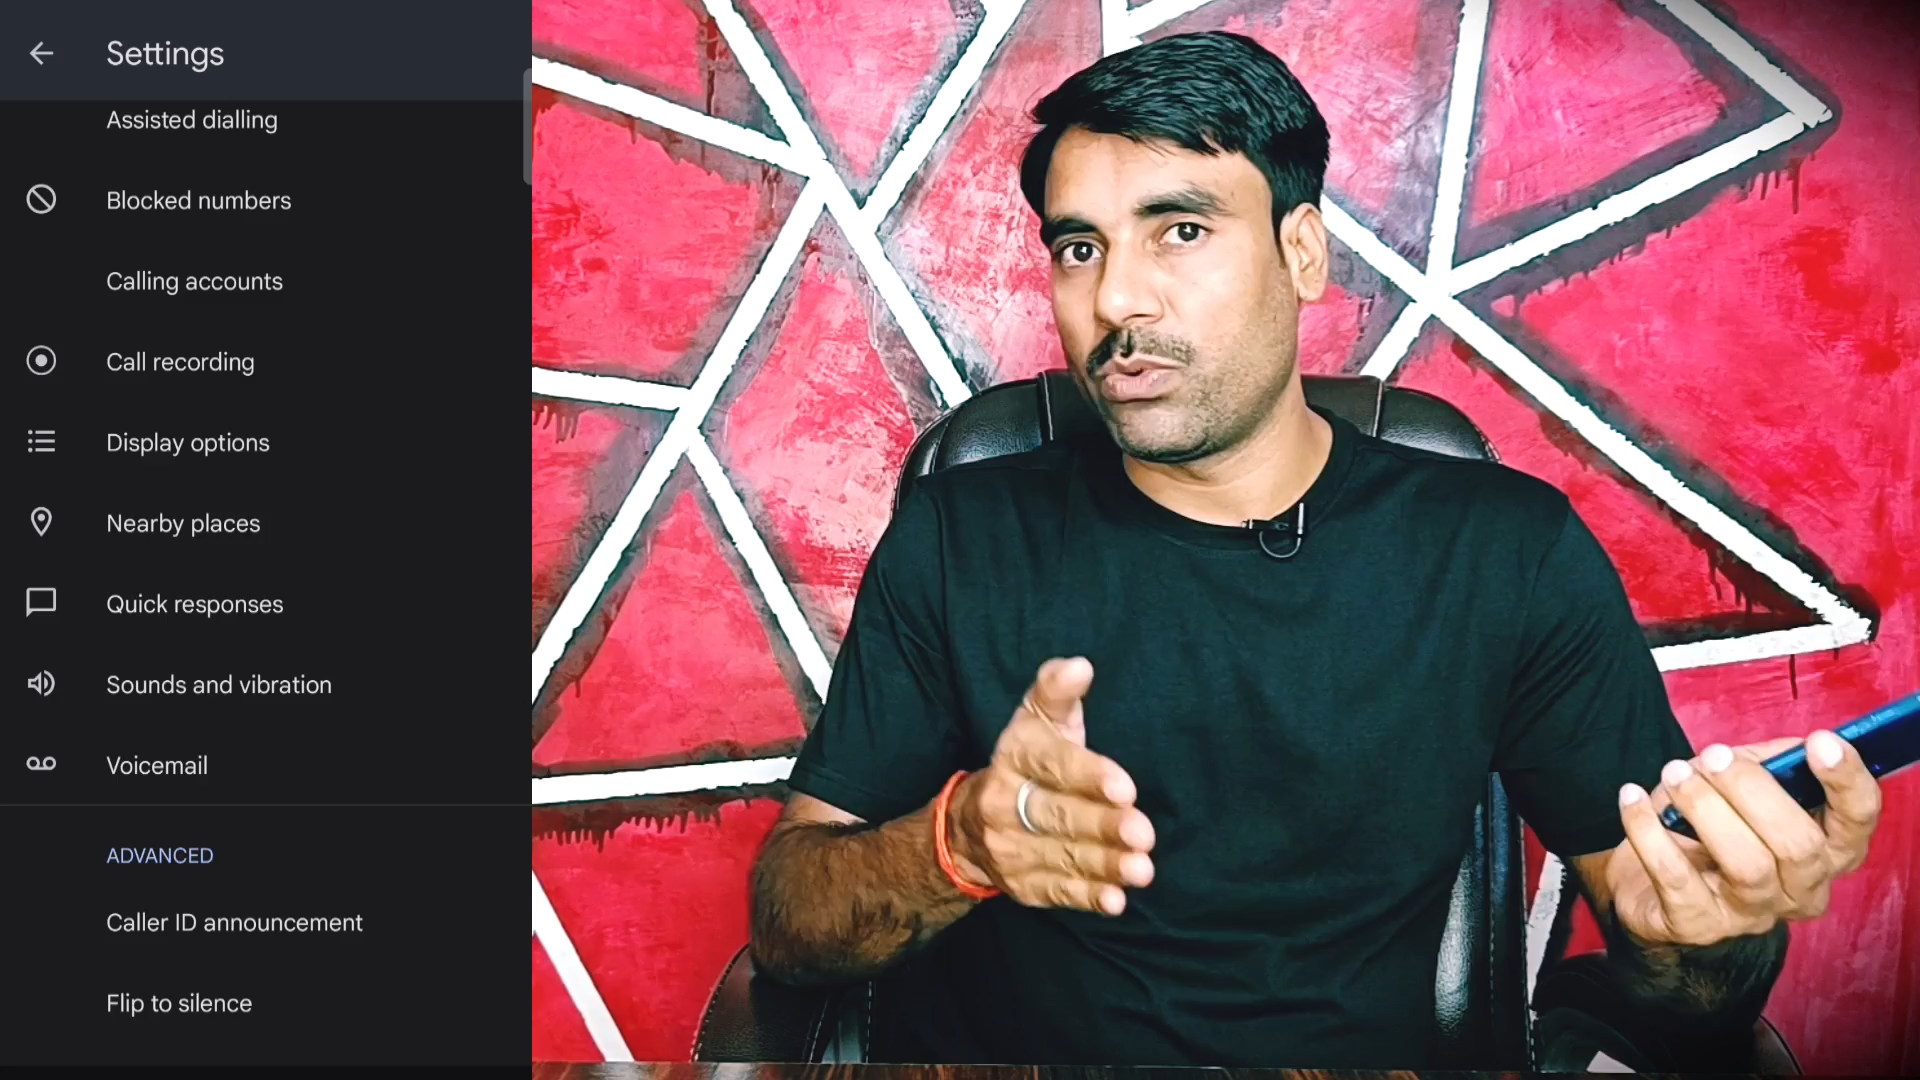 Settings
Assisted dialling
Blocked numbers
Calling accounts
Call recording
Display options
Nearby places
Quick responses
Sounds and vibration
Voicemail
ADVANCED
Caller ID announcement
Flip to silence